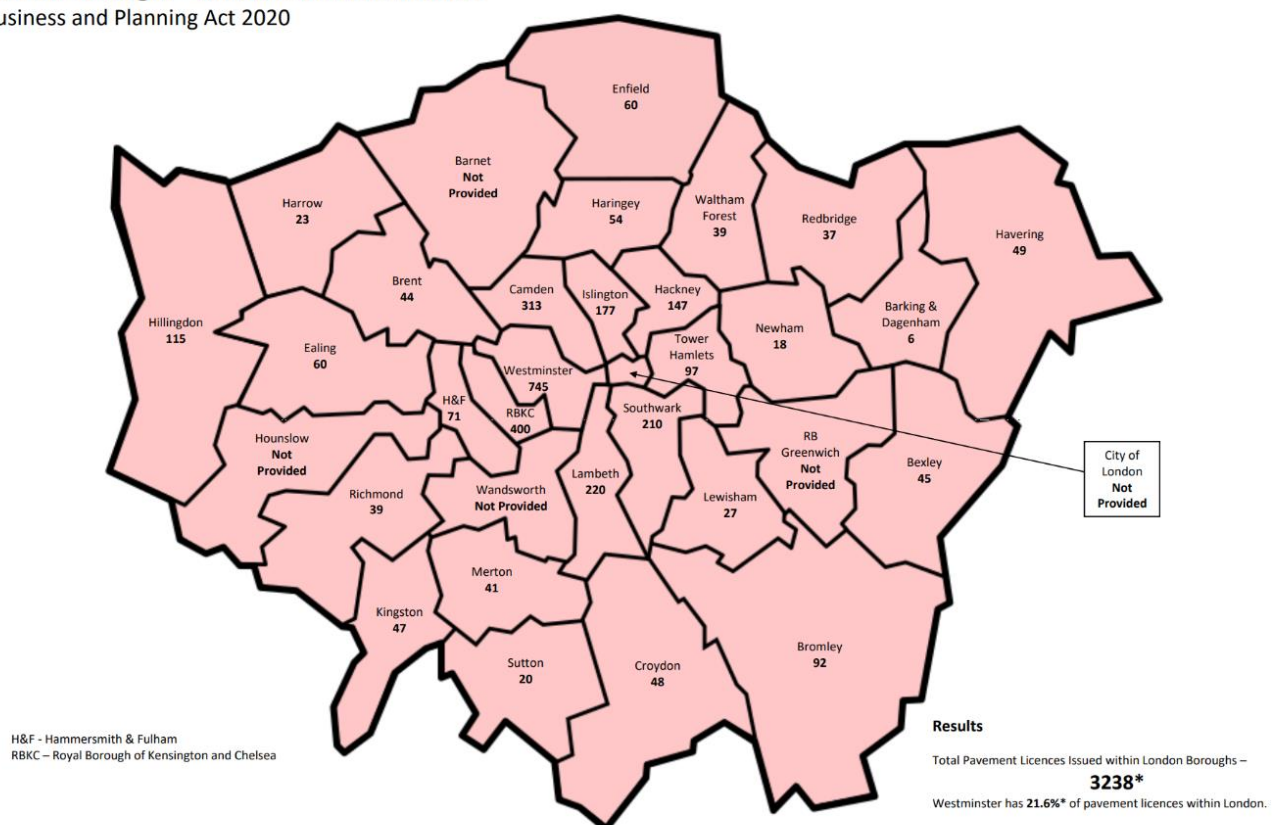 Business and Planning Act 2020
Enfield
60
Barnet
Not
Provided
Harrow
23
Haringey
54
Waltham
Forest
39
Redbridge
37
Havering
49
Brent
44
Camden
313
Islington
177
Hackney
147
Hillingdon
115
Ealing
60
Westminster
745
Tower
Hamlets
97
Newham
18
Barking &
Dagenham
6
H&F
71
RBKC
400
Southwark
210
Hounslow
Not
Provided
RB
Greenwich
Not
Provided
Bexley
45
City of
London
Not
Provided
Richmond
39
Wandsworth
Not Provided
Lambeth
220
Lewisham
27
Merton
41
Kingston
47
Sutton
20
Croydon
48
Bromley
92
H&F - Hammersmith & Fulham
RBKC – Royal Borough of Kensington and Chelsea
Results
Total Pavement Licences Issued within London Boroughs –
3238*
Westminster has 21.6%* of pavement licences within London.